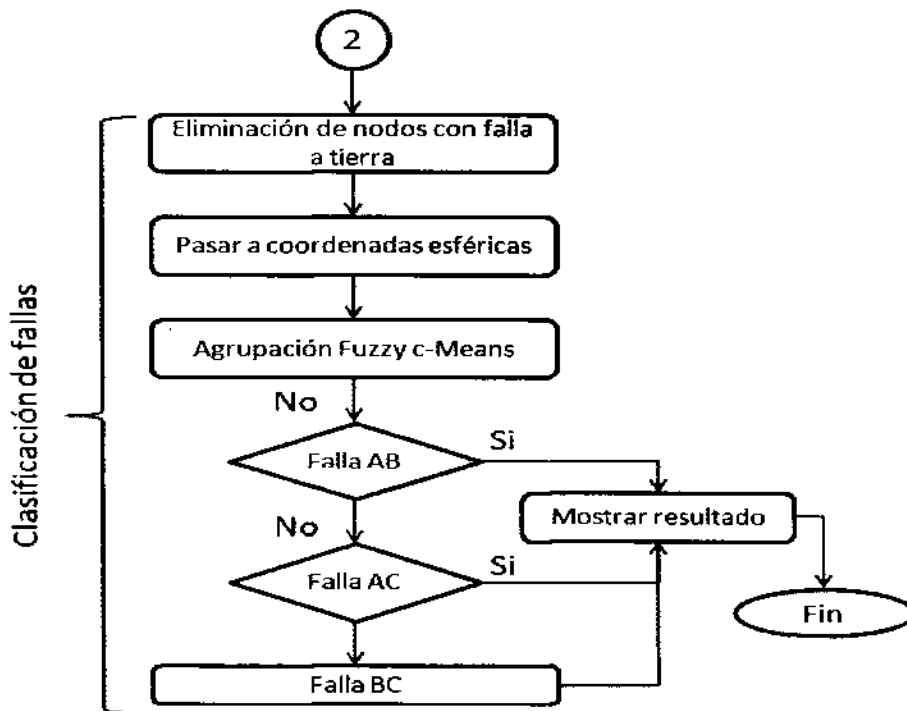 2
Eliminación de nodos con falla
a tierra
Pasar a coordenadas esféricas
Agrupación Fuzzy c-Means
No
Falla AB
Si
Mostrar resultado
No
Falla AC
Si
Fin
Falla BC
Clasificación de fallas